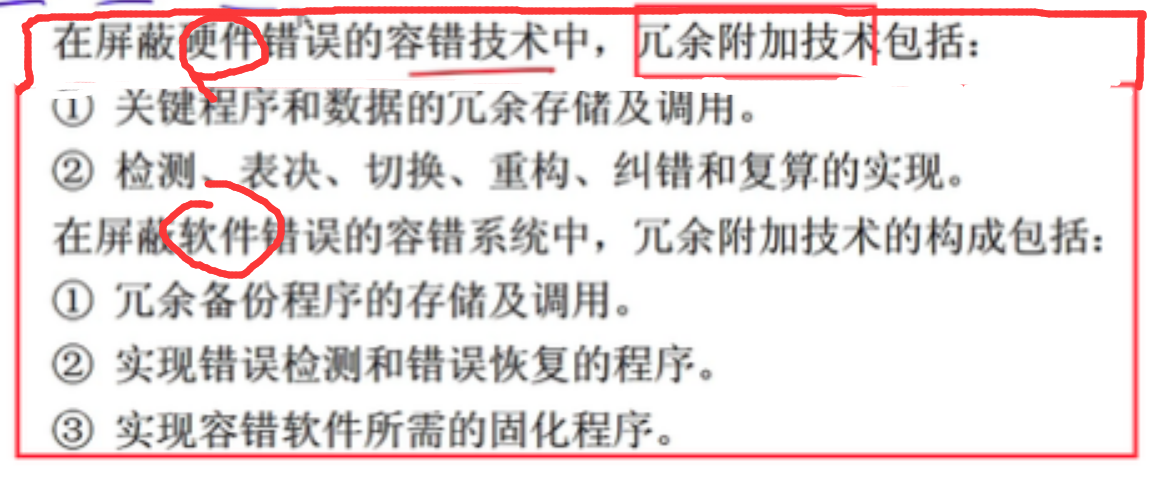 在屏蔽硬件错误的容错技术中，冗余附加技术包括：
① 关键程序和数据的冗余存储及调用。
② 检测、表决、切换、重构、纠错和复算的实现。
在屏蔽软件错误的容错系统中，冗余附加技术的构成包括：
① 冗余备份程序的存储及调用。
② 实现错误检测和错误恢复的程序。
③ 实现容错软件所需的固化程序。